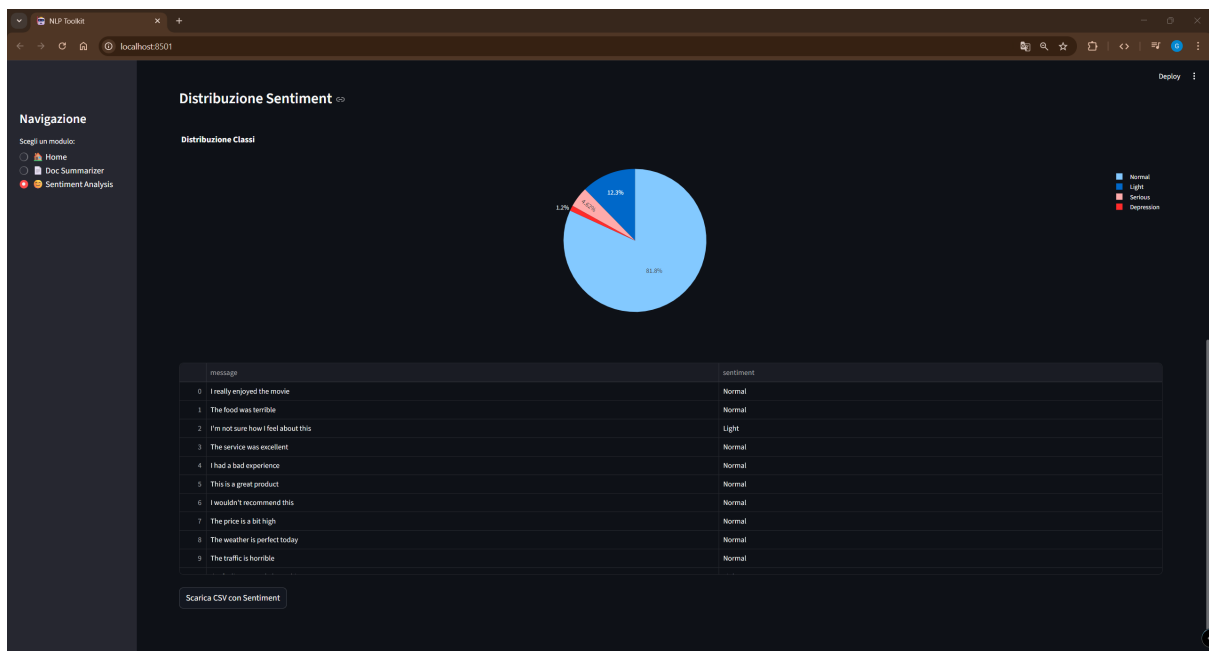 NLP Toolkit
localhost:8501
Deploy
Navigazione
Scegli un modulo:
Home
Doc Summarizer
Sentiment Analysis
Distribuzione Sentiment
Distribuzione Classi
12.3%
4.62%
1.2%
81.8%
Normal
Light
Serious
Depression
message sentiment
0 I really enjoyed the movie Normal
1 The food was terrible Normal
2 I'm not sure how I feel about this Light
3 The service was excellent Normal
4 I had a bad experience Normal
5 This is a great product Normal
6 I wouldn't recommend this Normal
7 The price is a bit high Normal
8 The weather is perfect today Normal
9 The traffic is horrible Normal
Scarica CSV con Sentiment